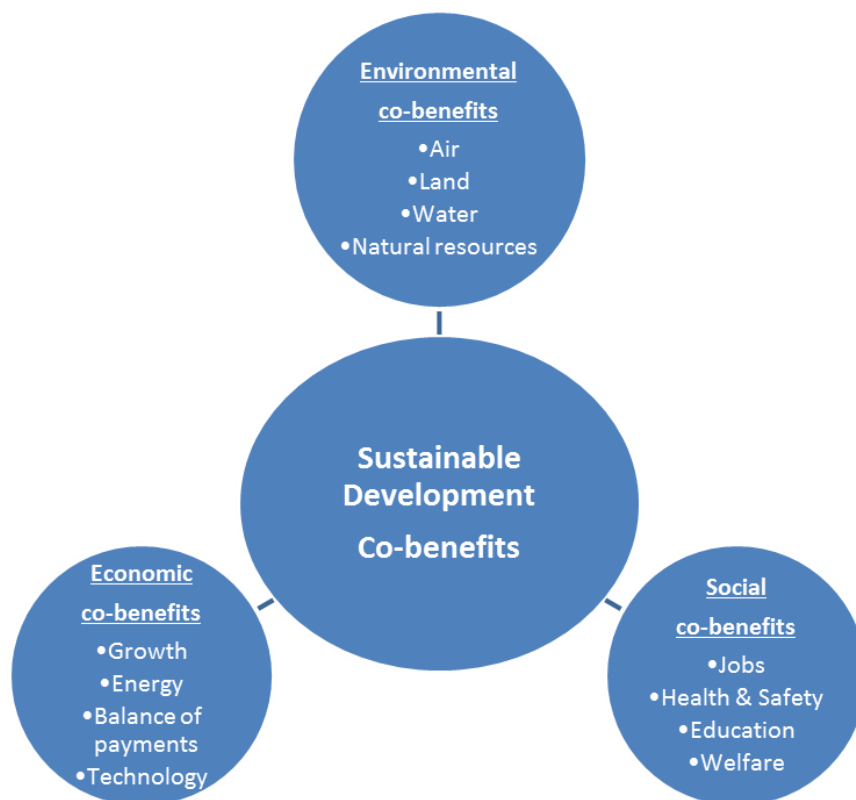 Environmental
co-benefits
•Air
•Land
•Water
•Natural resources
Sustainable
Development
Co-benefits
Economic
co-benefits
•Growth
•Energy
•Balance of
payments
•Technology
Social
co-benefits
•Jobs
•Health & Safety
•Education
•Welfare